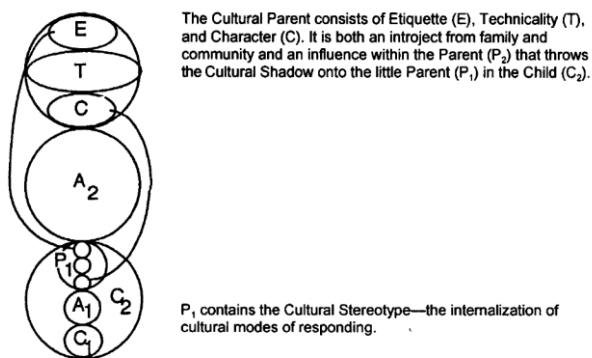 E
The Cultural Parent consists of Etiquette (E), Technicality (T),
and Character (C). It is both an introject from family and
community and an influence within the Parent (P₂) that throws
the Cultural Shadow onto the little Parent (P₁) in the Child (C₂).
T
C
A₂
P₁
C₂
A₁
C₁
P₁ contains the Cultural Stereotype—the internalization of
cultural modes of responding.